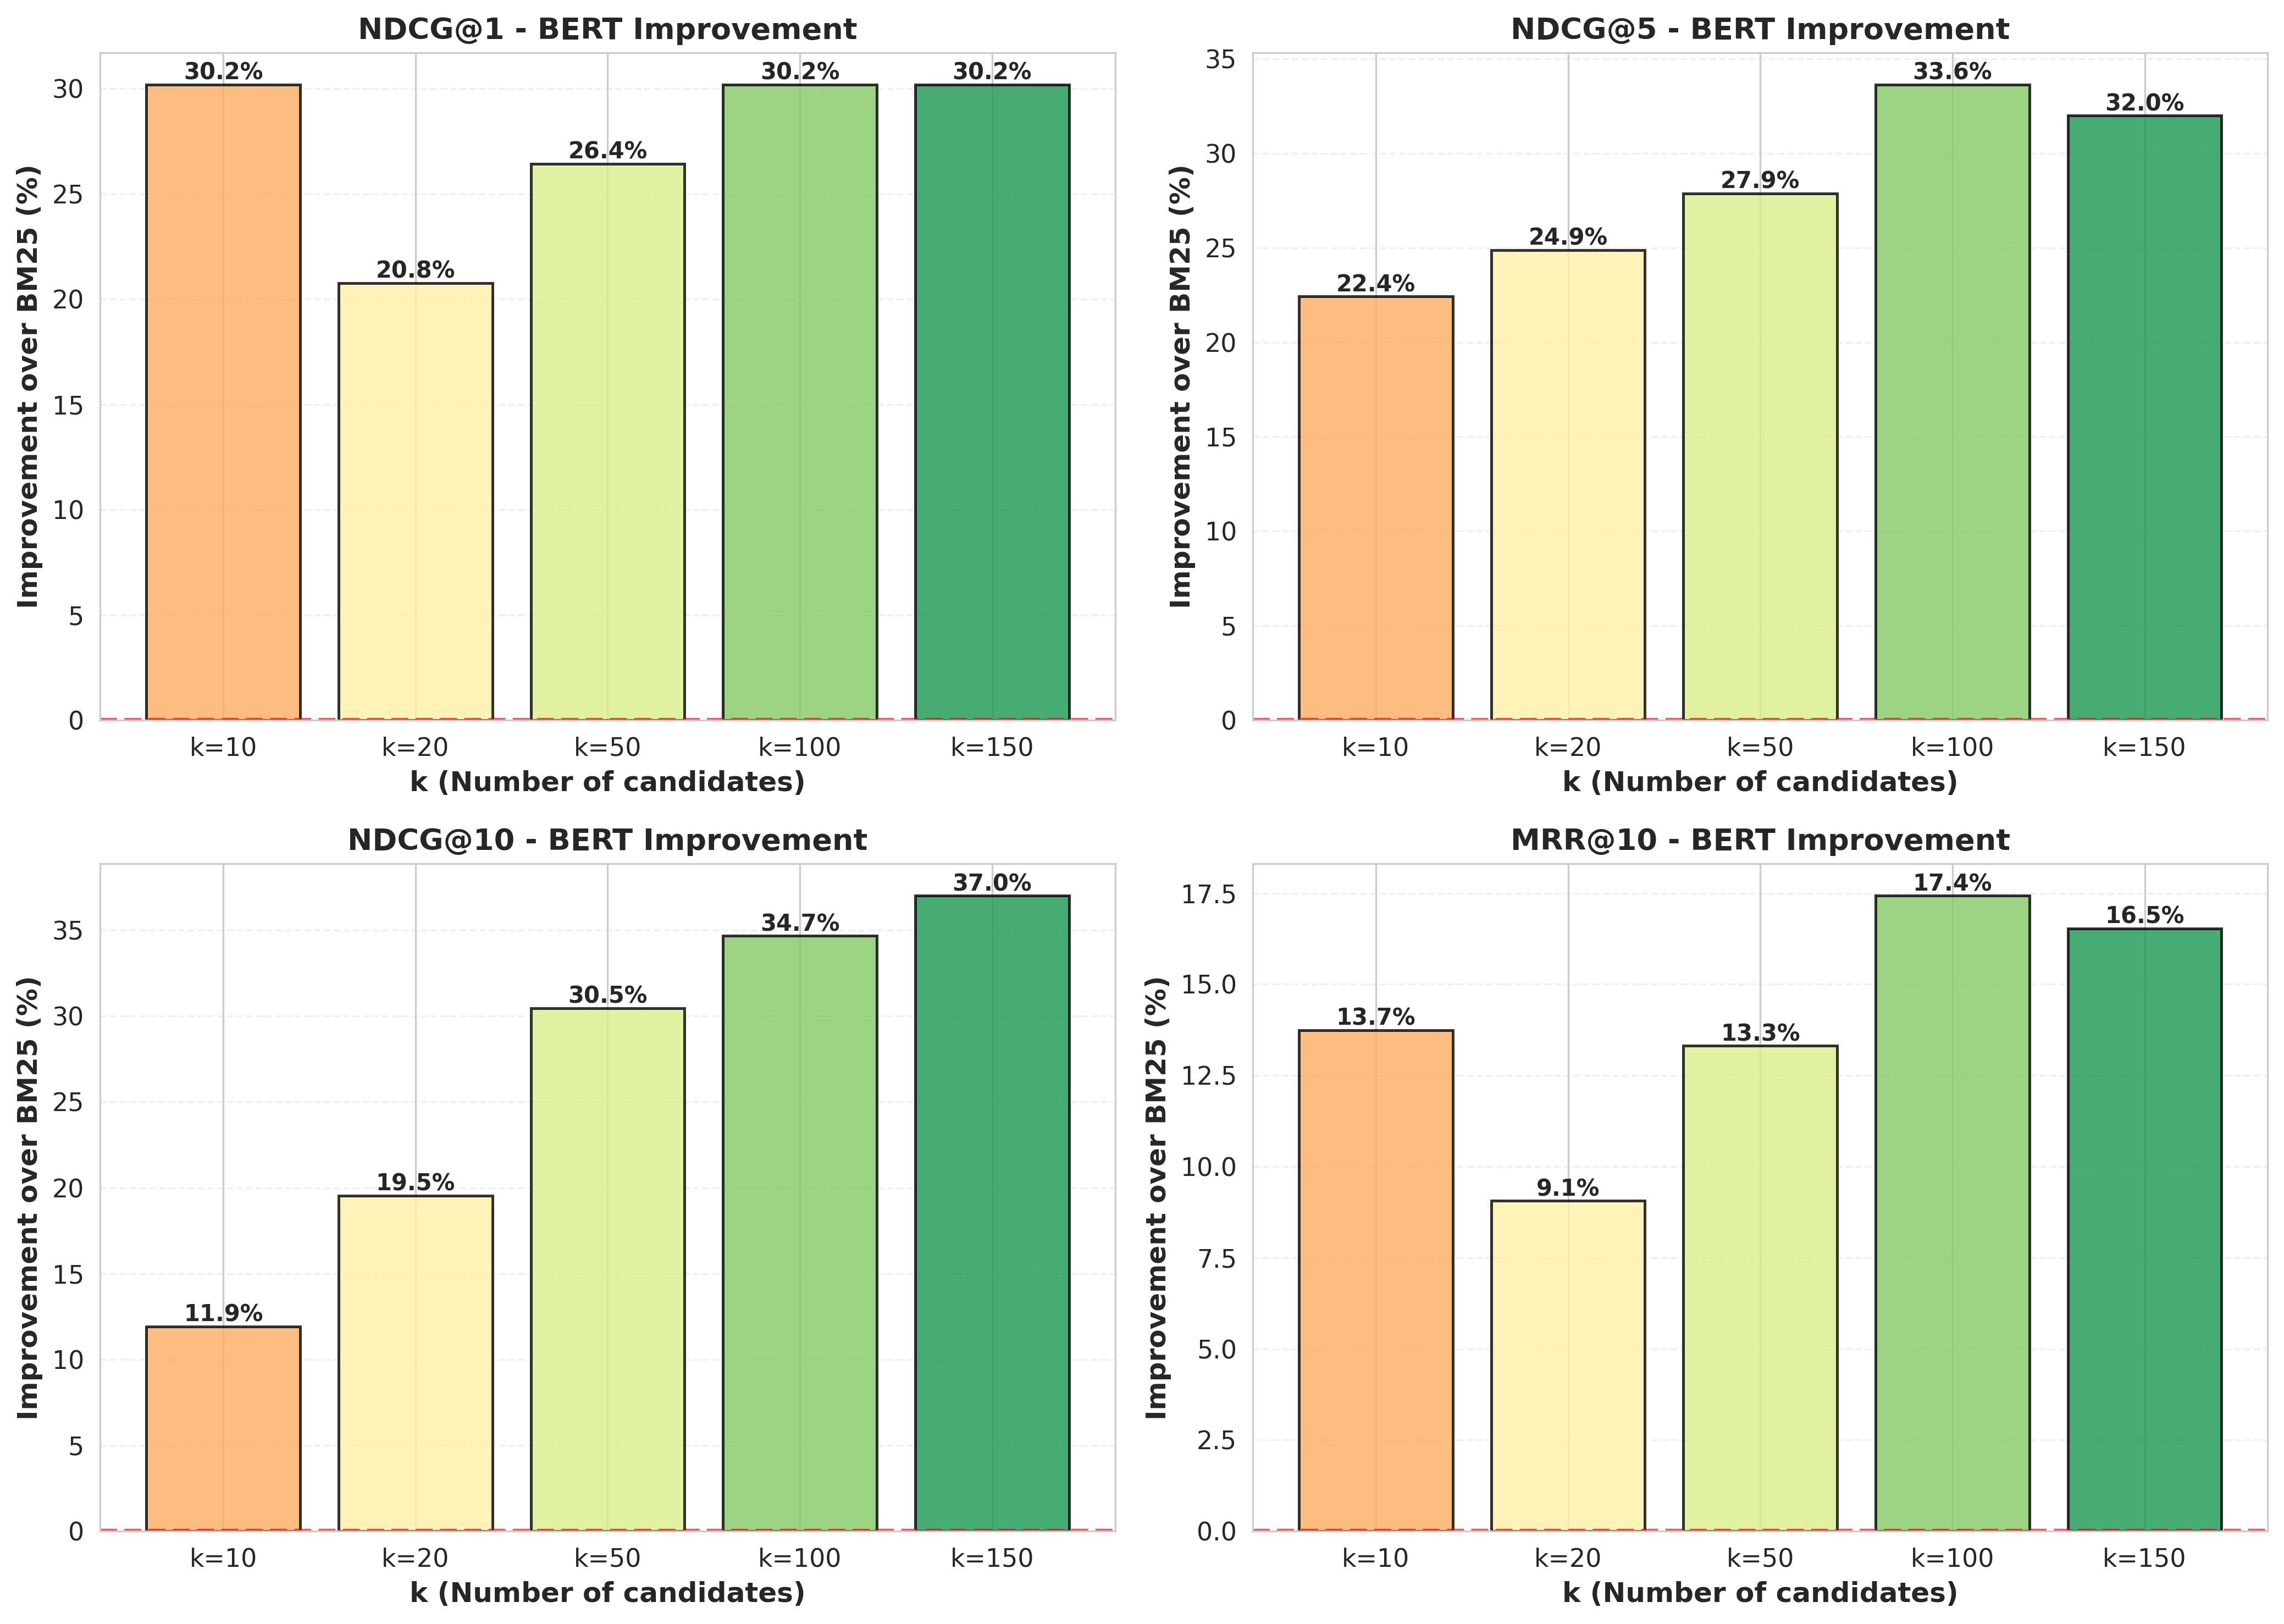 NDCG@1 - BERT Improvement
Improvement over BM25 (%)
30
25
20
15
10
5
0
30.2%
20.8%
26.4%
30.2%
30.2%
k=10
k=20
k=50
k=100
k=150
k (Number of candidates)
NDCG@5 - BERT Improvement
Improvement over BM25 (%)
35
30
25
20
15
10
5
0
22.4%
24.9%
27.9%
33.6%
32.0%
k=10
k=20
k=50
k=100
k=150
k (Number of candidates)
NDCG@10 - BERT Improvement
Improvement over BM25 (%)
35
30
25
20
15
10
5
0
11.9%
19.5%
30.5%
34.7%
37.0%
k=10
k=20
k=50
k=100
k=150
k (Number of candidates)
MRR@10 - BERT Improvement
Improvement over BM25 (%)
17.5
15.0
12.5
10.0
7.5
5.0
2.5
0.0
13.7%
9.1%
13.3%
17.4%
16.5%
k=10
k=20
k=50
k=100
k=150
k (Number of candidates)